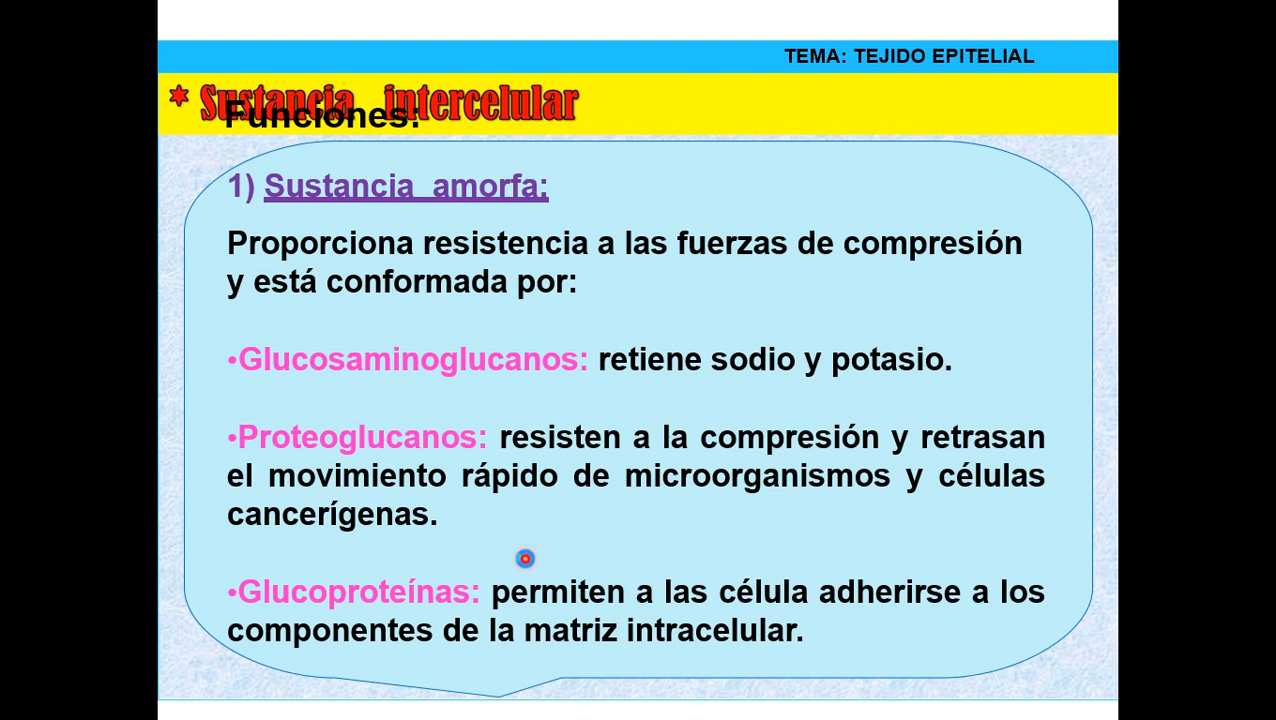 TEMA: TEJIDO EPITELIAL
* Sustancia intercelular
Funciones:
1) Sustancia amorfa:
Proporciona resistencia a las fuerzas de compresión
y está conformada por:
•Glucosaminoglucanos: retiene sodio y potasio.
•Proteoglucanos: resisten a la compresión y retrasan
el movimiento rápido de microorganismos y células
cancerígenas.
•Glucoproteínas: permiten a las célula adherirse a los
componentes de la matriz intracelular.